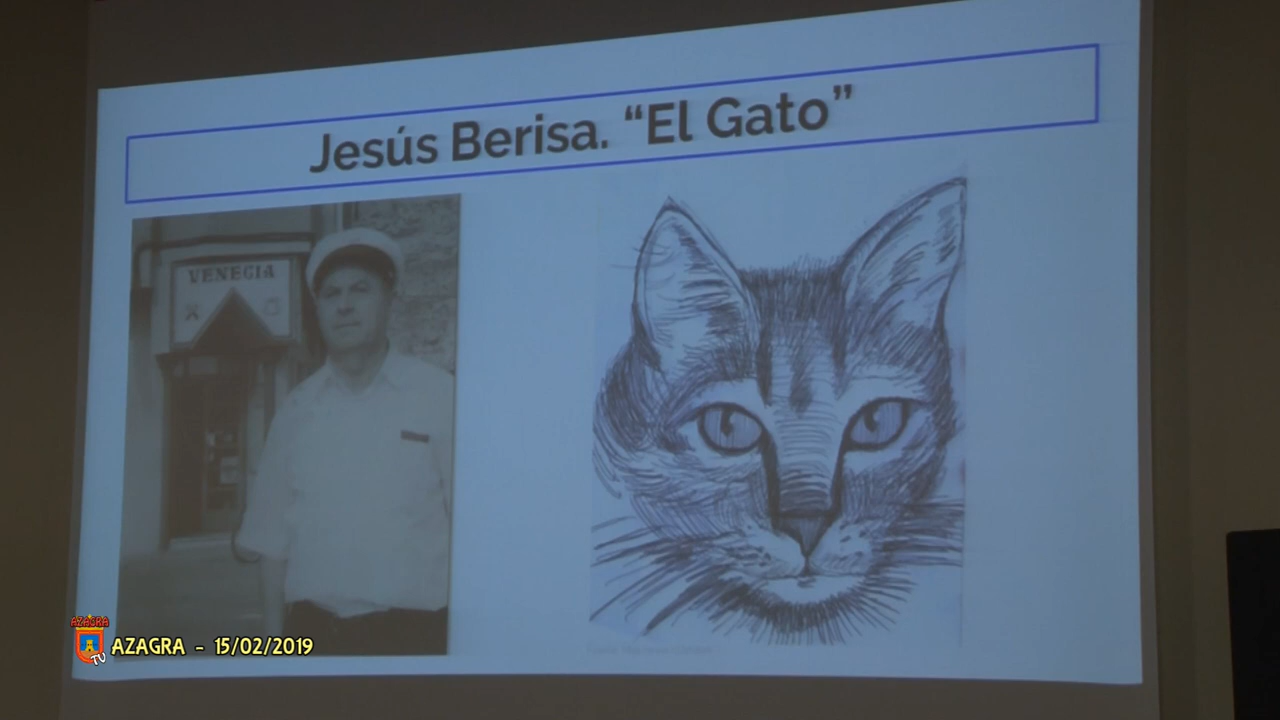 Jesús Berisa. “El Gato”
VENECIA
AZAGRA
TV
AZAGRA - 15/02/2019